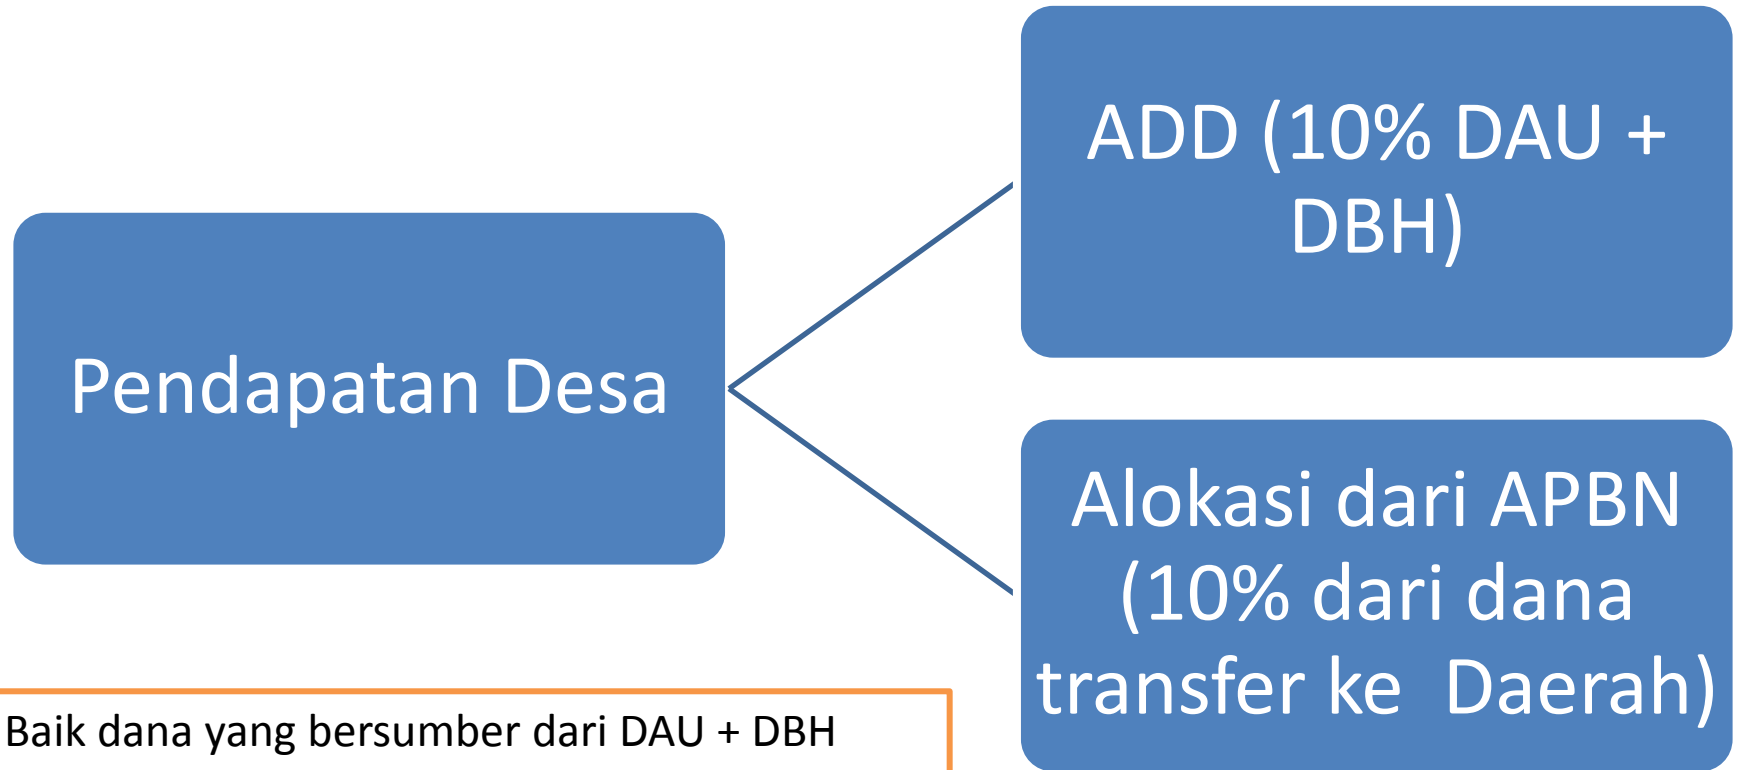 Pendapatan Desa
ADD (10% DAU +
DBH)
Alokasi dari APBN
(10% dari dana
transfer ke  Daerah)
Baik dana yang bersumber dari DAU + DBH